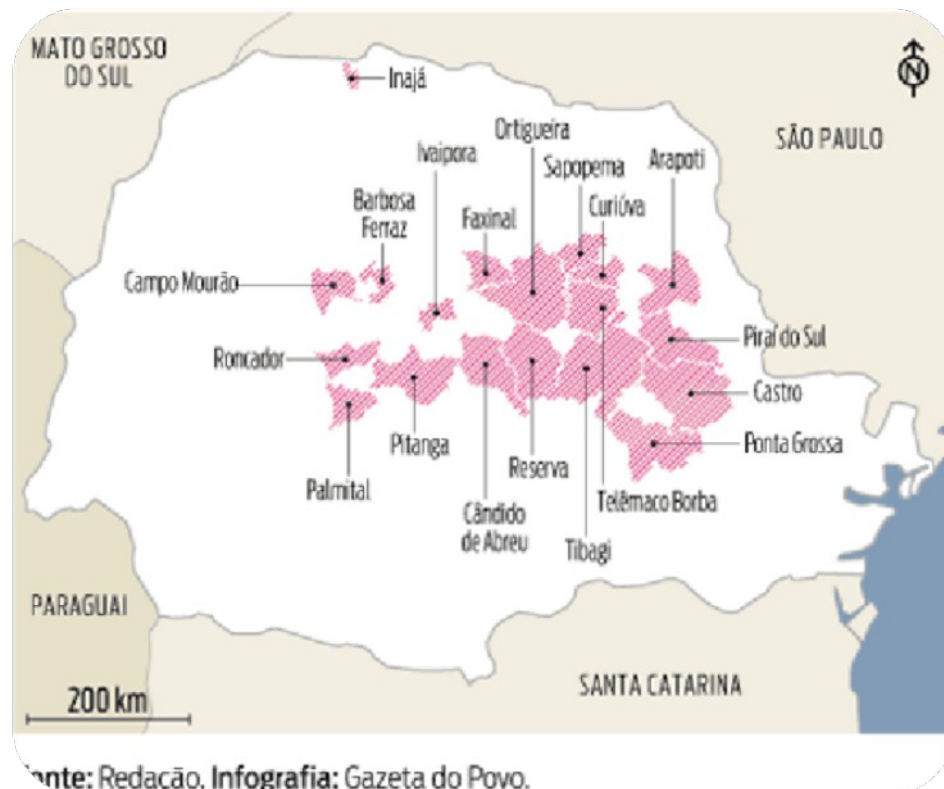 MATO GROSSO
DO SUL
Inajá
SÃO PAULO
Ortigueira
Ivaipora
Sapopema
Arapoti
Barbosa
Ferraz
Faxinal
Curiúva
Campo Mourão
Roncador
Piraí do Sul
Castro
Pitanga
Ponta Grossa
Reserva
Palmital
Telêmaco Borba
Cândido
de Abreu
Tibagi
PARAGUAI
SANTA CATARINA
200 km
N
onte: Redação. Infografia: Gazeta do Povo.